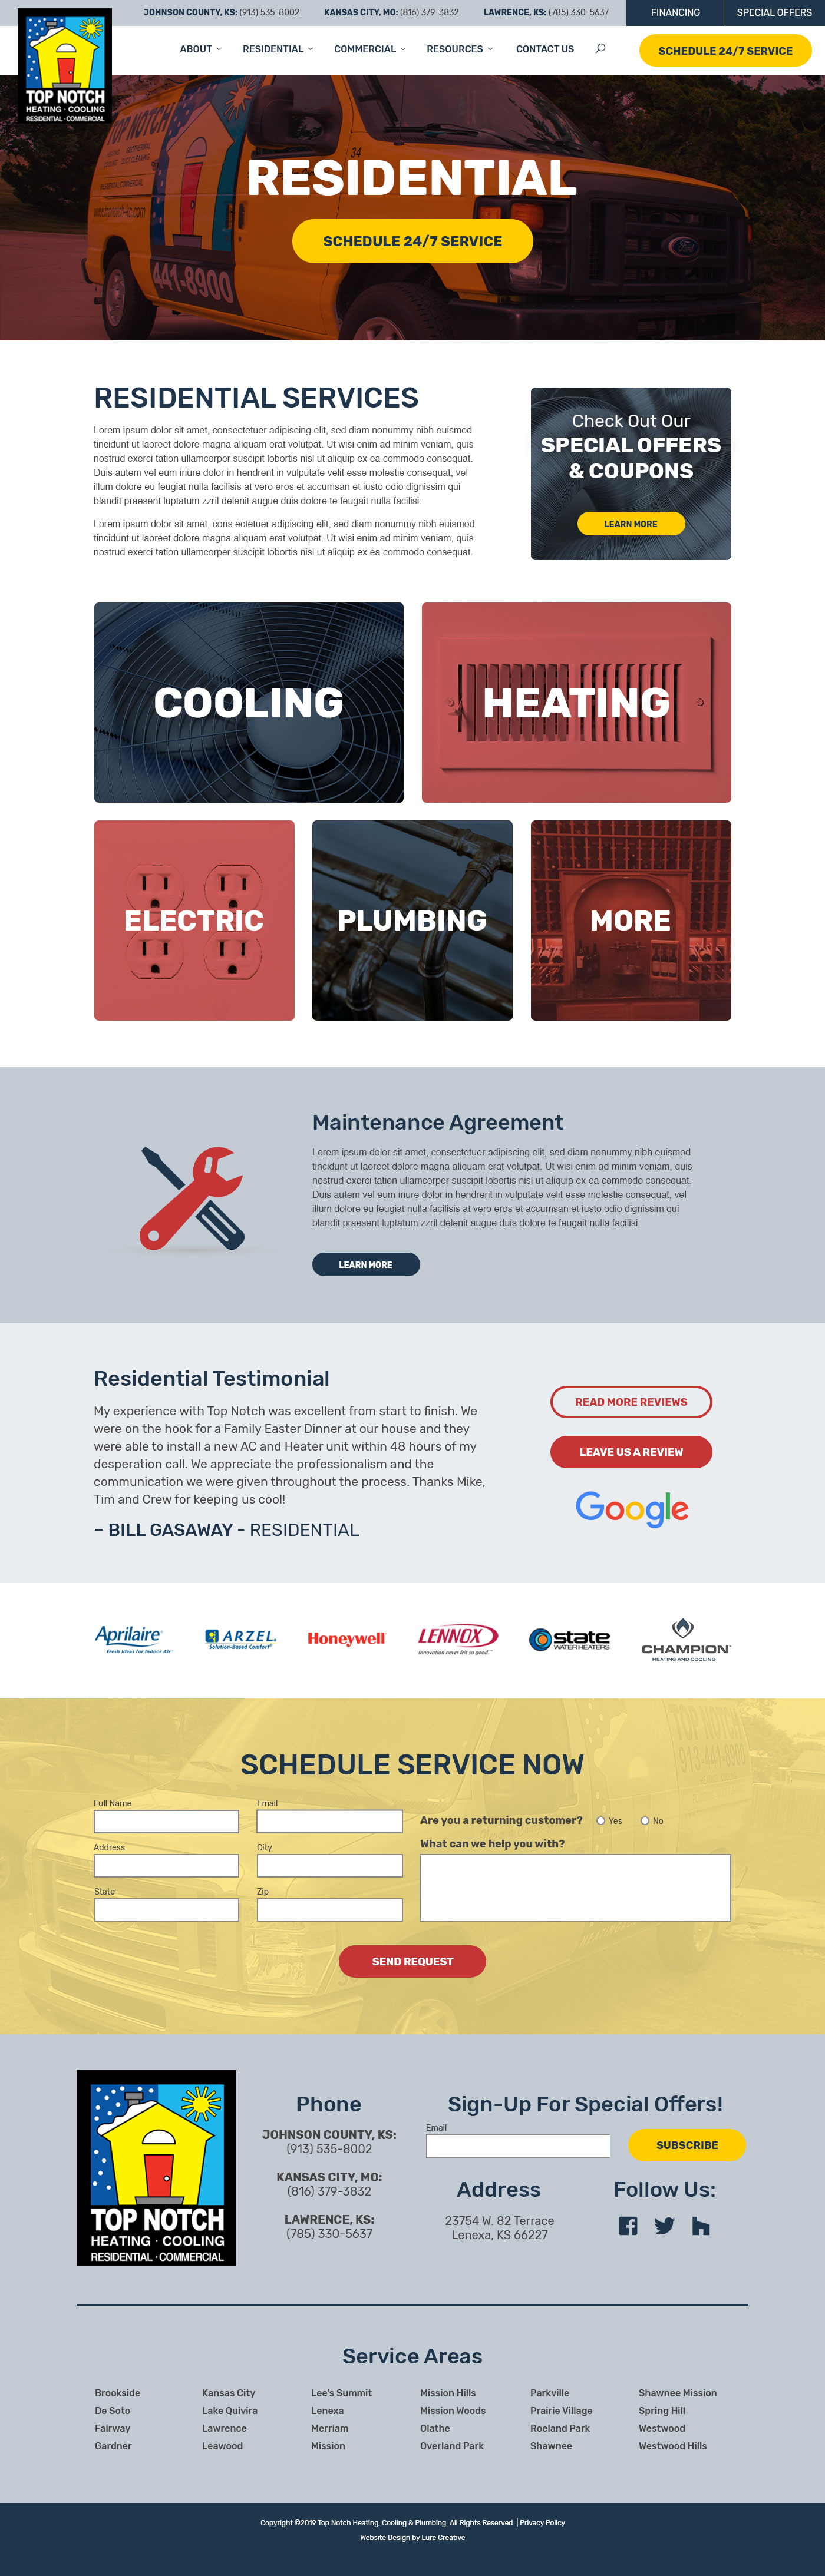 JOHNSON COUNTY, KS: (913) 535-8002 KANSAS CITY, MO: (816) 379-3832 LAWRENCE, KS: (785) 330-5637 FINANCING SPECIAL OFFERS
ABOUT RESIDENTIAL COMMERCIAL RESOURCES CONTACT US SCHEDULE 24/7 SERVICE
TOP NOTCH
HEATING · COOLING
RESIDENTIAL · COMMERCIAL
TOP NOTCH
34
441-8900
Ford
RESIDENTIAL
SCHEDULE 24/7 SERVICE
RESIDENTIAL SERVICES
Lorem ipsum dolor sit amet, consectetuer adipiscing elit, sed diam nonummy nibh euismod
tincidunt ut laoreet dolore magna aliquam erat volutpat. Ut wisi enim ad minim veniam, quis
nostrud exerci tation ullamcorper suscipit lobortis nisl ut aliquip ex ea commodo consequat.
Duis autem vel eum iriure dolor in hendrerit in vulputate velit esse molestie consequat, vel
illum dolore eu feugiat nulla facilisis at vero eros et accumsan et iusto odio dignissim qui
blandit praesent luptatum zzril delenit augue duis dolore te feugait nulla facilisi.
Lorem ipsum dolor sit amet, cons ectetuer adipiscing elit, sed diam nonummy nibh euismod
tincidunt ut laoreet dolore magna aliquam erat volutpat. Ut wisi enim ad minim veniam, quis
nostrud exerci tation ullamcorper suscipit lobortis nisl ut aliquip ex ea commodo consequat.
Check Out Our
SPECIAL OFFERS
& COUPONS
LEARN MORE
COOLING
HEATING
ELECTRIC
PLUMBING
MORE
Maintenance Agreement
Lorem ipsum dolor sit amet, consectetuer adipiscing elit, sed diam nonummy nibh euismod
tincidunt ut laoreet dolore magna aliquam erat volutpat. Ut wisi enim ad minim veniam, quis
nostrud exerci tation ullamcorper suscipit lobortis nisl ut aliquip ex ea commodo consequat.
Duis autem vel eum iriure dolor in hendrerit in vulputate velit esse molestie consequat, vel
illum dolore eu feugiat nulla facilisis at vero eros et accumsan et iusto odio dignissim qui
blandit praesent luptatum zzril delenit augue duis dolore te feugait nulla facilisi.
LEARN MORE
Residential Testimonial
My experience with Top Notch was excellent from start to finish. We
were on the hook for a Family Easter Dinner at our house and they
were able to install a new AC and Heater unit within 48 hours of my
desperation call. We appreciate the professionalism and the
communication we were given throughout the process. Thanks Mike,
Tim and Crew for keeping us cool!
– BILL GASAWAY - RESIDENTIAL
READ MORE REVIEWS
LEAVE US A REVIEW
Google
Aprilaire
Fresh Ideas for Indoor Air
ARZEL
Solution-Based Comfort
Honeywell
LENNOX
Innovation never felt so good.
state
WATER HEATERS
CHAMPION
HEATING AND COOLING
SCHEDULE SERVICE NOW
Full Name
Email
Address
City
State
Zip
Are you a returning customer? Yes No
What can we help you with?
SEND REQUEST
TOP NOTCH
HEATING · COOLING
RESIDENTIAL · COMMERCIAL
Phone
JOHNSON COUNTY, KS:
(913) 535-8002
KANSAS CITY, MO:
(816) 379-3832
LAWRENCE, KS:
(785) 330-5637
Sign-Up For Special Offers!
Email
SUBSCRIBE
Address
23754 W. 82 Terrace
Lenexa, KS 66227
Follow Us:
Service Areas
Brookside Kansas City Lee's Summit Mission Hills Parkville Shawnee Mission
De Soto Lake Quivira Lenexa Mission Woods Prairie Village Spring Hill
Fairway Lawrence Merriam Olathe Roeland Park Westwood
Gardner Leawood Mission Overland Park Shawnee Westwood Hills
Copyright ©2019 Top Notch Heating, Cooling & Plumbing. All Rights Reserved. | Privacy Policy
Website Design by Lure Creative